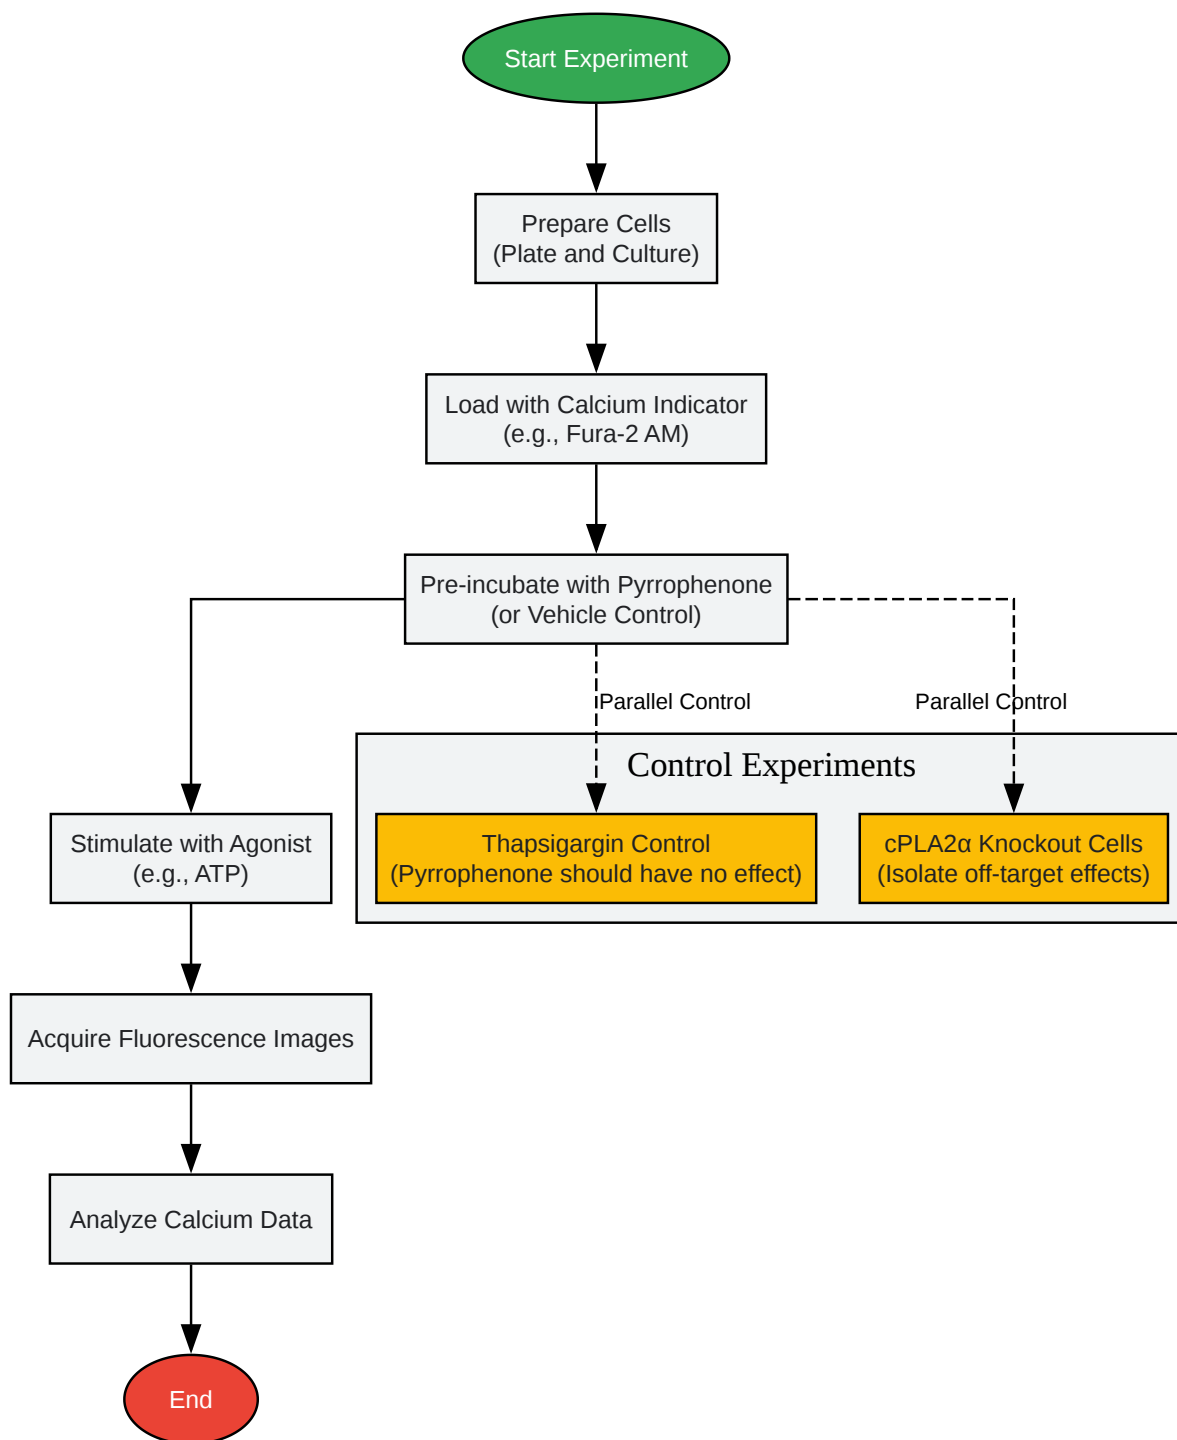 Start Experiment
Prepare Cells
(Plate and Culture)
Load with Calcium Indicator
(e.g., Fura-2 AM)
Pre-incubate with Pyrrophenone
(or Vehicle Control)
Parallel Control
Parallel Control
Control Experiments
Stimulate with Agonist
(e.g., ATP)
Thapsigargin Control
(Pyrrophenone should have no effect)
cPLA2α Knockout Cells
(Isolate off-target effects)
Acquire Fluorescence Images
Analyze Calcium Data
End